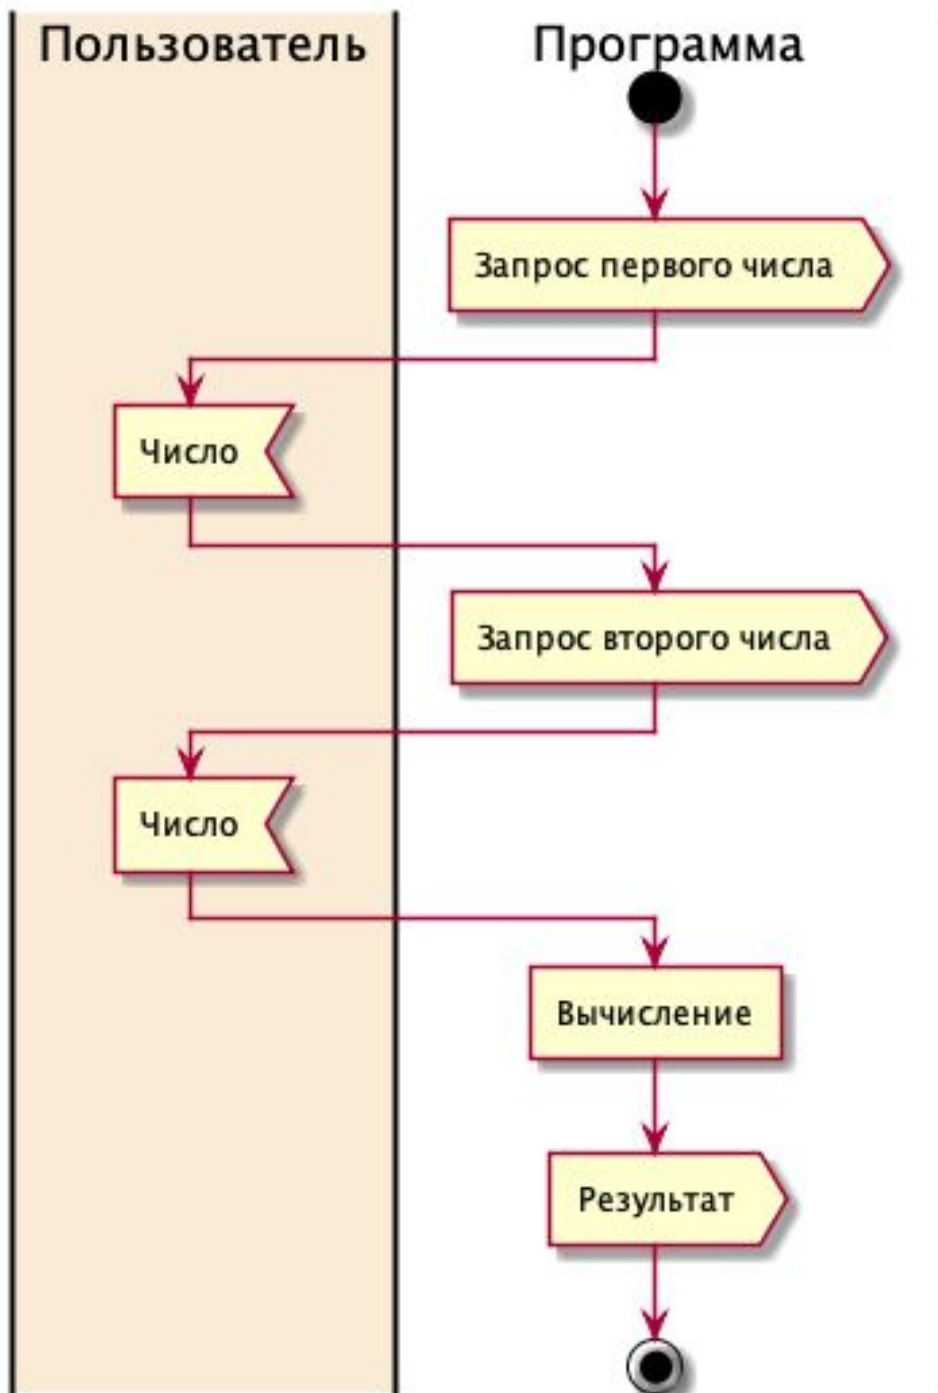 Пользователь
Программа
Запрос первого числа
Число
Запрос второго числа
Число
Вычисление
Результат